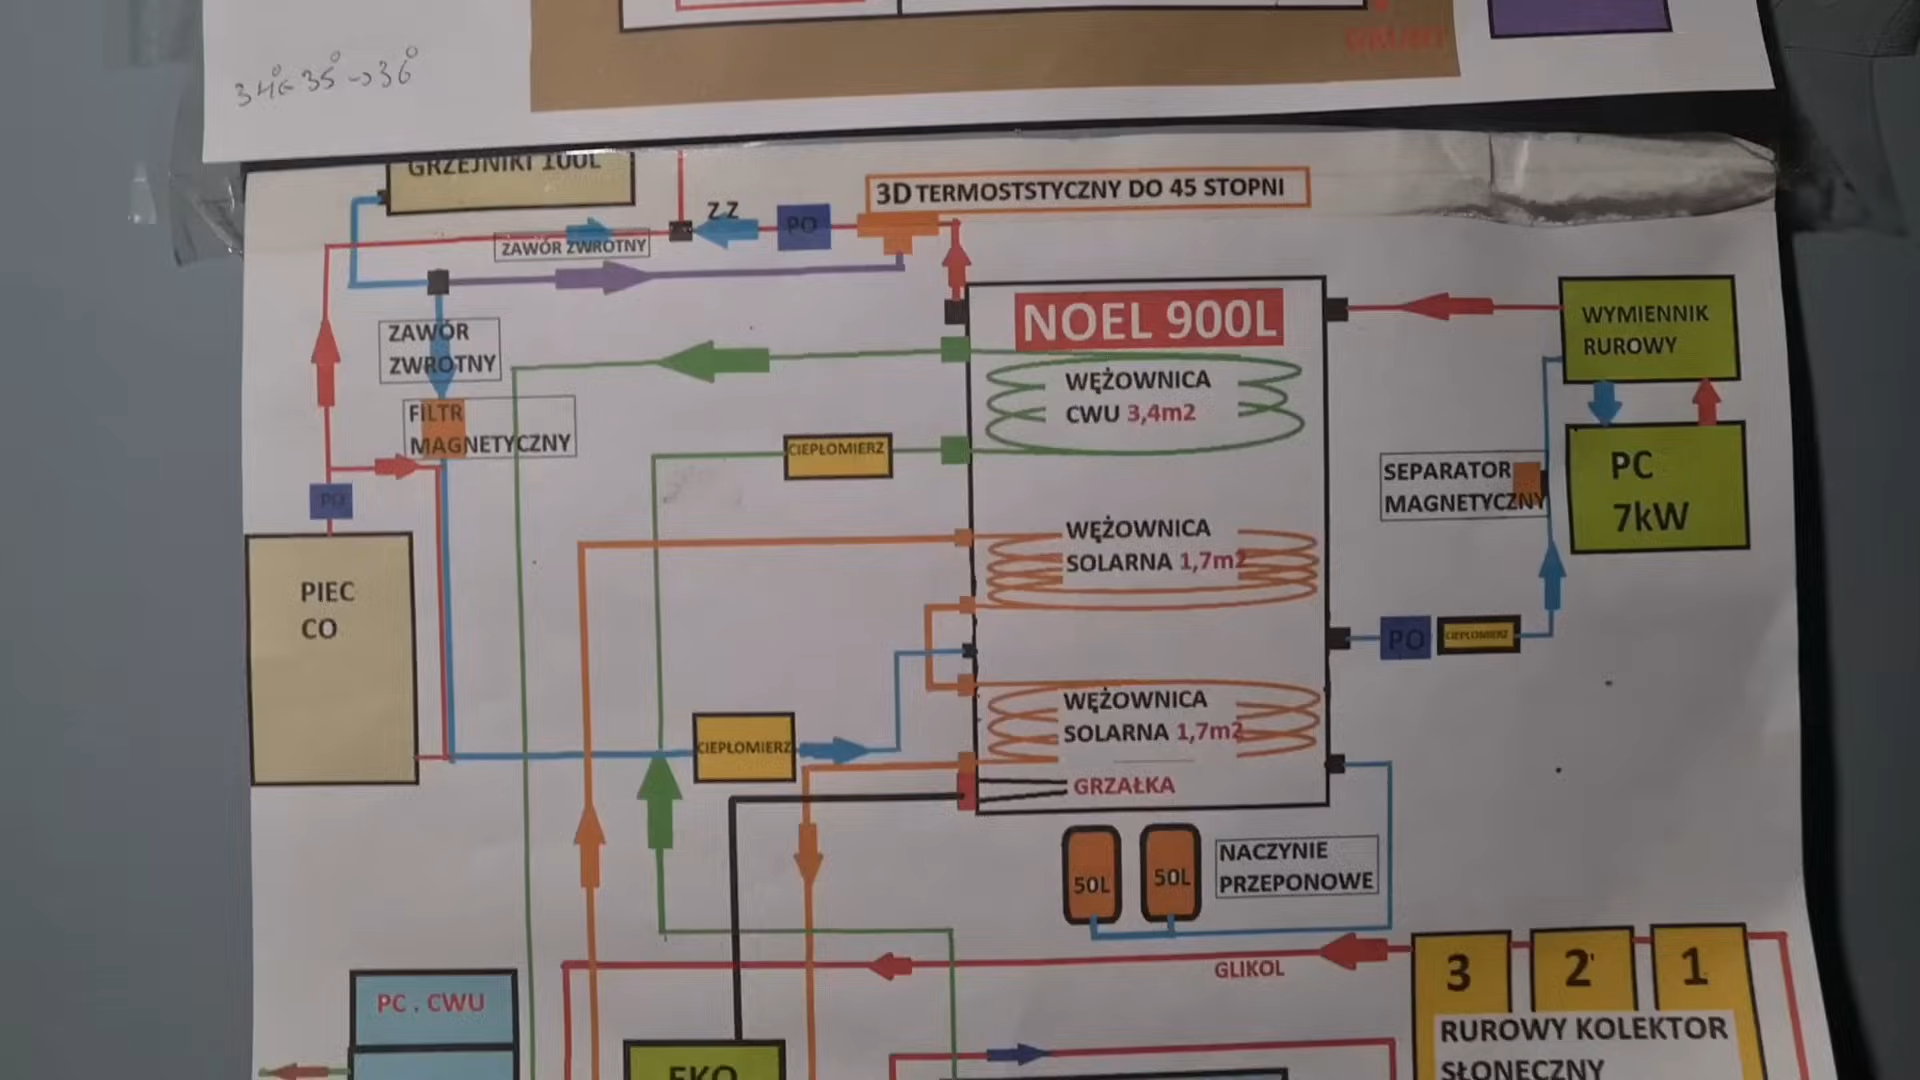 34° ← 35° → 36°
GRZEJNIKI 100L
3D TERMOSTSTYCZNY DO 45 STOPNI
Z Z
PO
ZAWÓR ZWROTNY
ZAWÓR
ZWROTNY
FILTR
MAGNETYCZNY
PO
PIEC
CO
NOEL 900L
WĘŻOWNICA
CWU 3,4m2
CIEPŁOMIERZ
WĘŻOWNICA
SOLARNA 1,7m2
WĘŻOWNICA
SOLARNA 1,7m2
CIEPŁOMIERZ
GRZAŁKA
WYMIENNIK
RUROWY
PC
7kW
SEPARATOR
MAGNETYCZNY
PO
CIEPŁOMIERZ
50L
50L
NACZYNIE
PRZEPONOWE
GLIKOL
3
2
1
RUROWY KOLEKTOR
SŁONECZNY
PC . CWU
EKO